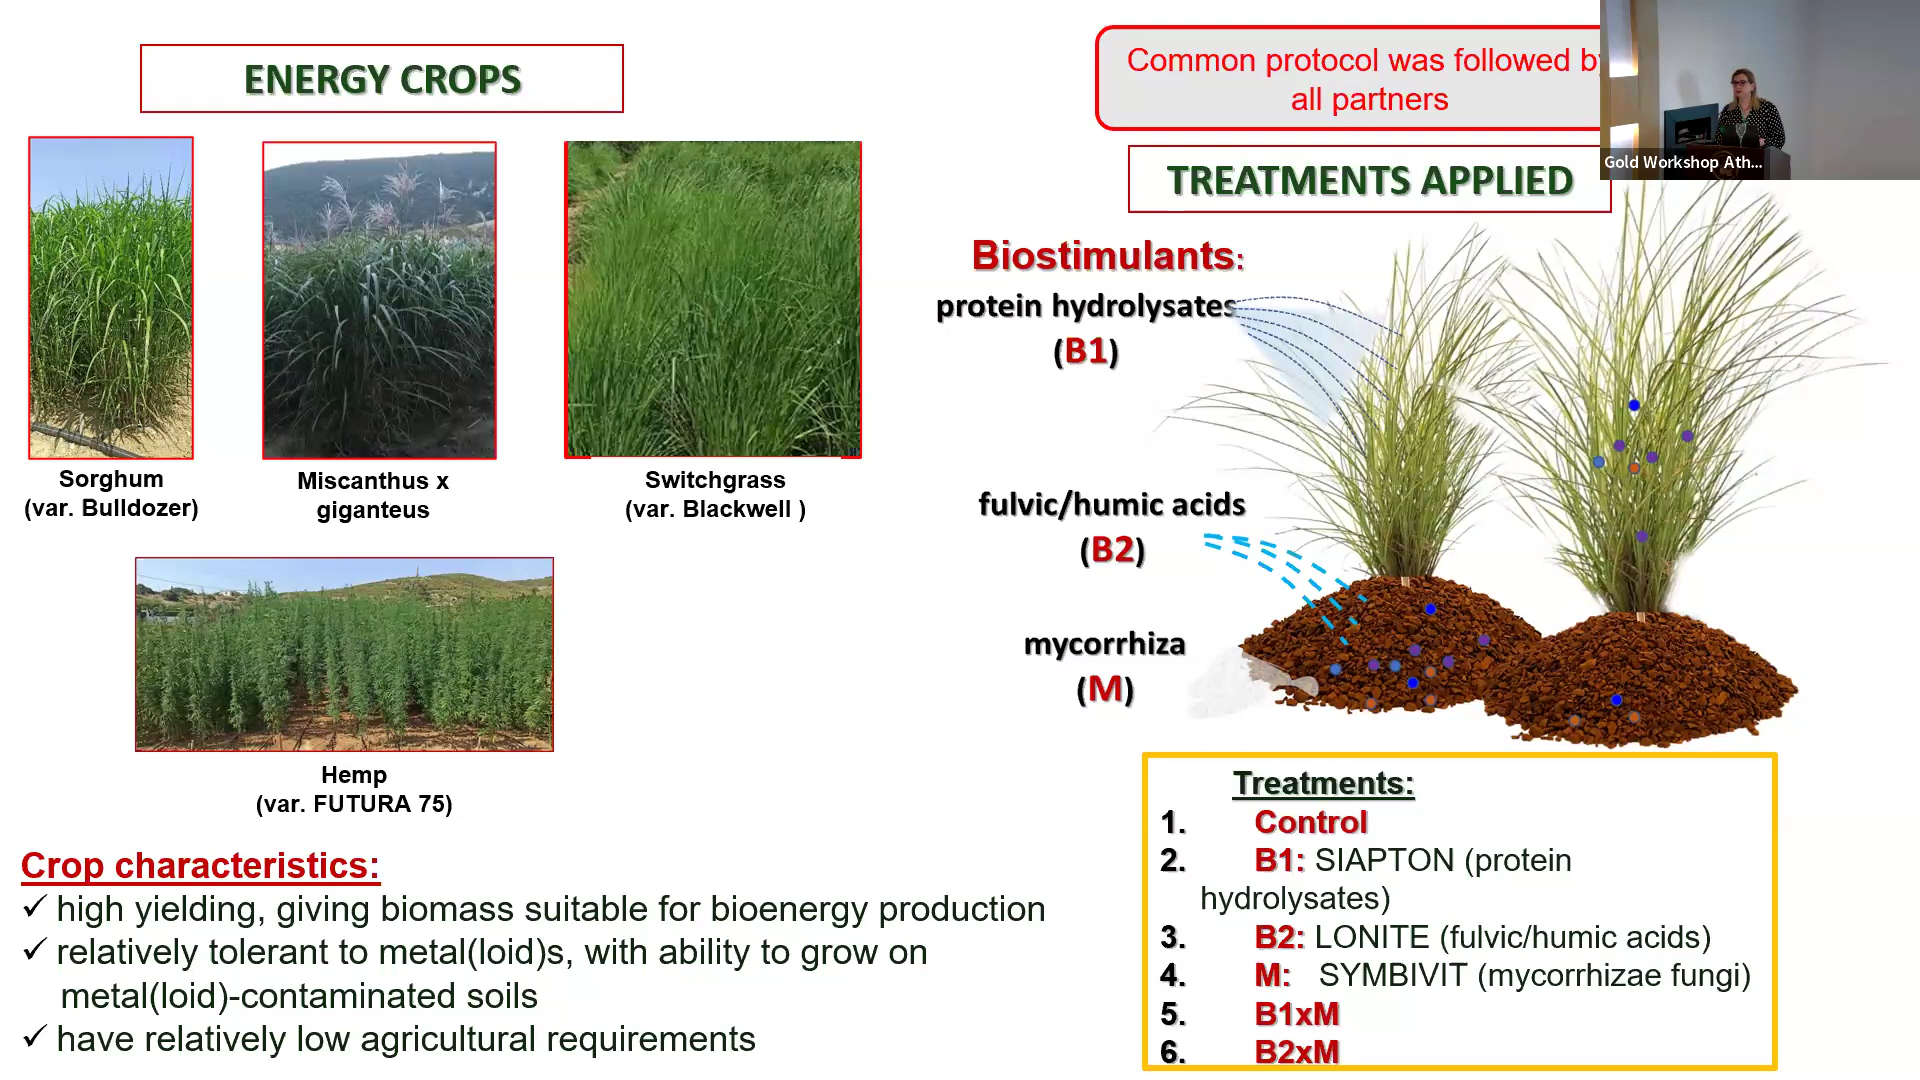 ENERGY CROPS
Sorghum
(var. Bulldozer)
Miscanthus x
giganteus
Switchgrass
(var. Blackwell )
Hemp
(var. FUTURA 75)
Crop characteristics:
✓ high yielding, giving biomass suitable for bioenergy production
✓ relatively tolerant to metal(loid)s, with ability to grow on
metal(loid)-contaminated soils
✓ have relatively low agricultural requirements
Common protocol was followed by
all partners
Gold Workshop Ath...
TREATMENTS APPLIED
Biostimulants:
protein hydrolysates
(B1)
fulvic/humic acids
(B2)
mycorrhiza
(M)
Treatments:
1. Control
2. B1: SIAPTON (protein
hydrolysates)
3. B2: LONITE (fulvic/humic acids)
4. M: SYMBIVIT (mycorrhizae fungi)
5. B1xM
6. B2xM